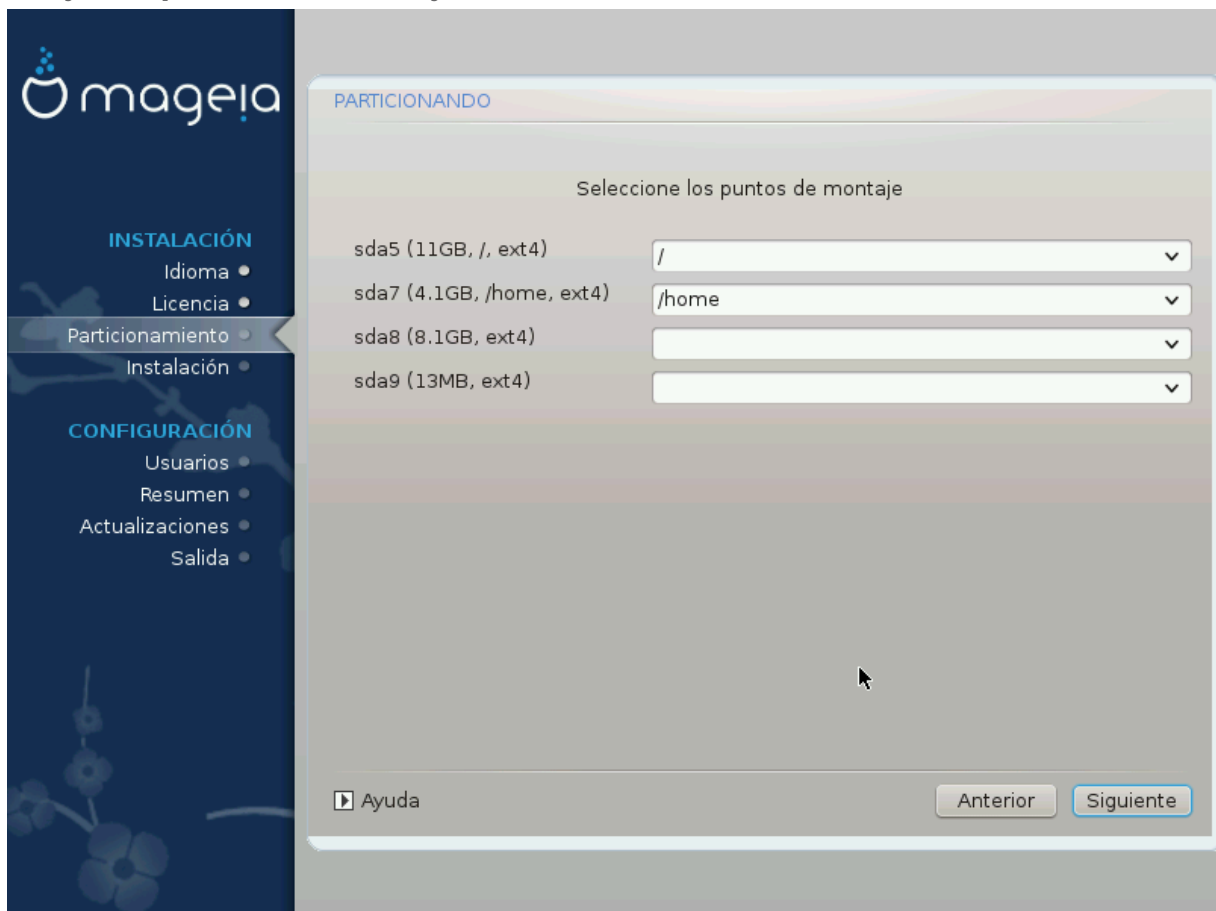 mageia
PARTICIONANDO
Seleccione los puntos de montaje
INSTALACIÓN
Idioma
Licencia
Particionamiento
Instalación
CONFIGURACIÓN
Usuarios
Resumen
Actualizaciones
Salida
sda5 (11GB, /, ext4)
/
sda7 (4.1GB, /home, ext4)
/home
sda8 (8.1GB, ext4)
sda9 (13MB, ext4)
Ayuda
Anterior
Siguiente